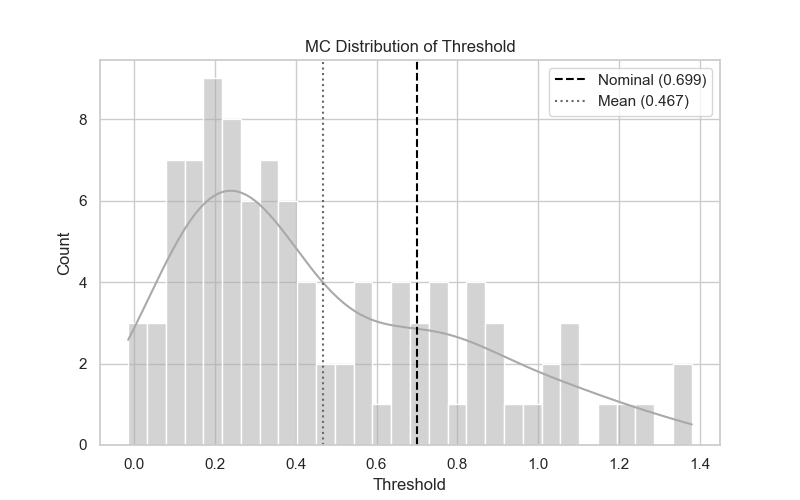 MC Distribution of Threshold
Nominal (0.699)
Mean (0.467)
Count
8
6
4
2
0
0.0 0.2 0.4 0.6 0.8 1.0 1.2 1.4
Threshold